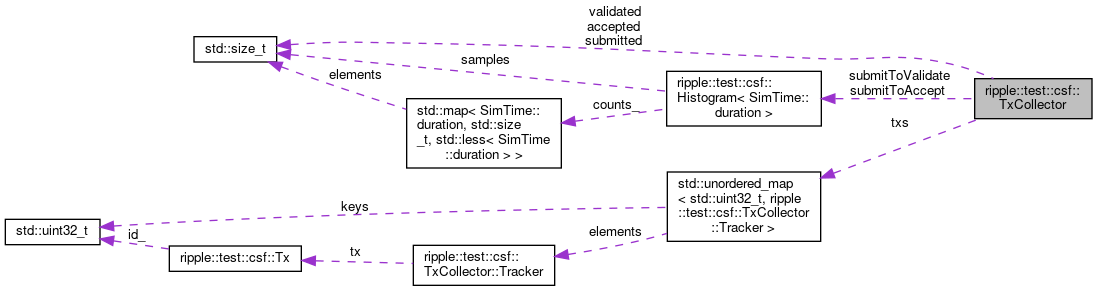 validated
accepted
submitted
std::size_t
samples
elements
ripple::test::csf::
Histogram< SimTime::
duration >
submitToValidate
submitToAccept
ripple::test::csf::
TxCollector
std::map< SimTime::
duration, std::size
_t, std::less< SimTime
::duration > >
counts_
txs
std::unordered_map
< std::uint32_t, ripple
::test::csf::TxCollector
::Tracker >
keys
std::uint32_t
id_
elements
ripple::test::csf::Tx
tx
ripple::test::csf::
TxCollector::Tracker